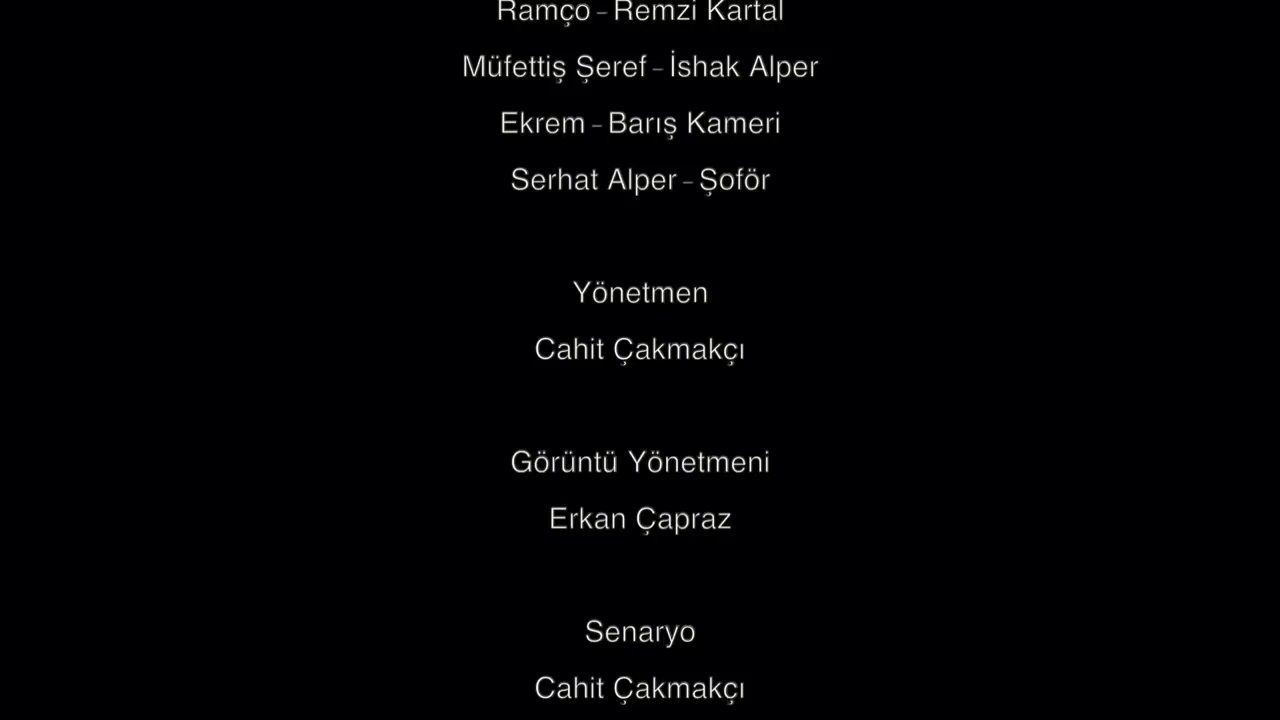 Ramço - Remzi Kartal
Müfettiş Şeref - İshak Alper
Ekrem - Barış Kameri
Serhat Alper - Şoför
Yönetmen
Cahit Çakmakçı
Görüntü Yönetmeni
Erkan Çapraz
Senaryo
Cahit Çakmakçı